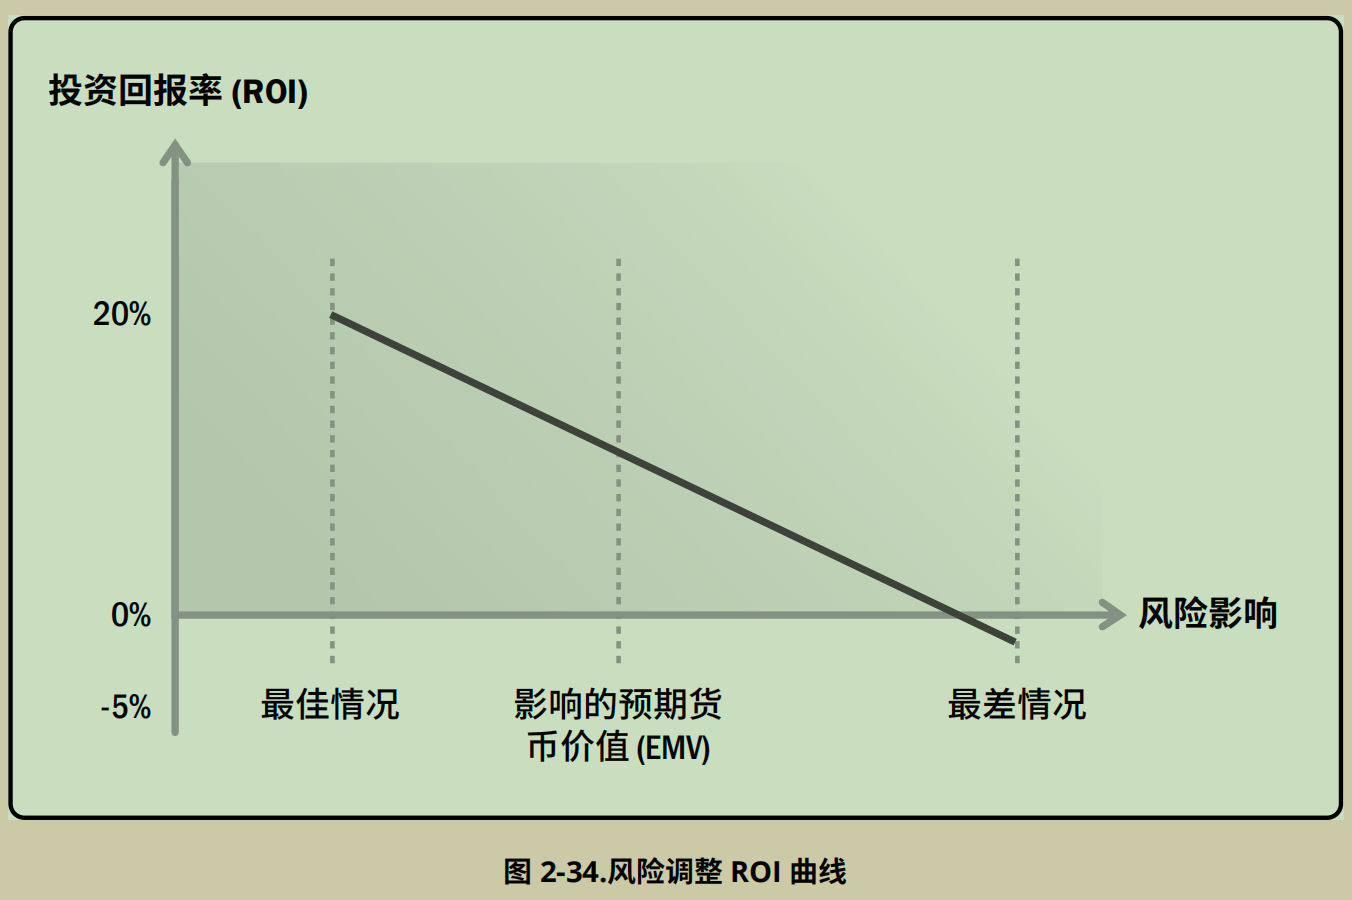 投资回报率 (ROI)
20%
0%
风险影响
-5%
最佳情况
影响的预期货
币价值 (EMV)
最差情况
图 2-34.风险调整 ROI 曲线